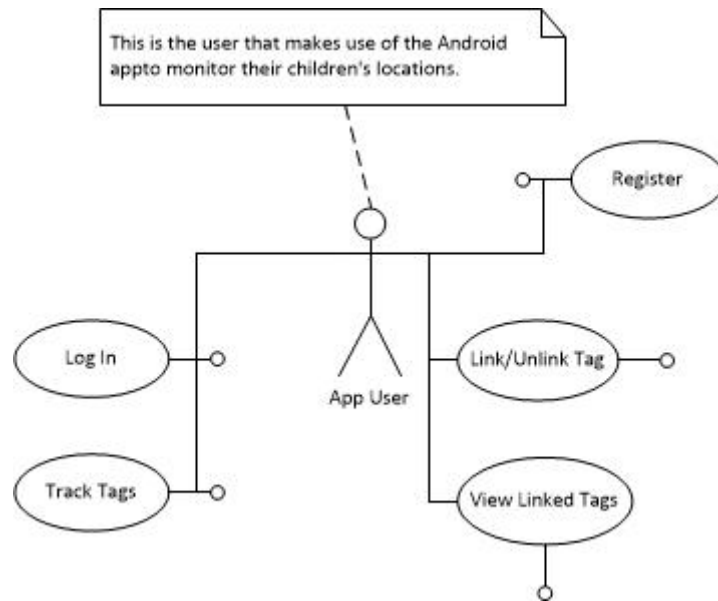 This is the user that makes use of the Android
appto monitor their children's locations.
Register
Log In
Link/Unlink Tag
App User
Track Tags
View Linked Tags